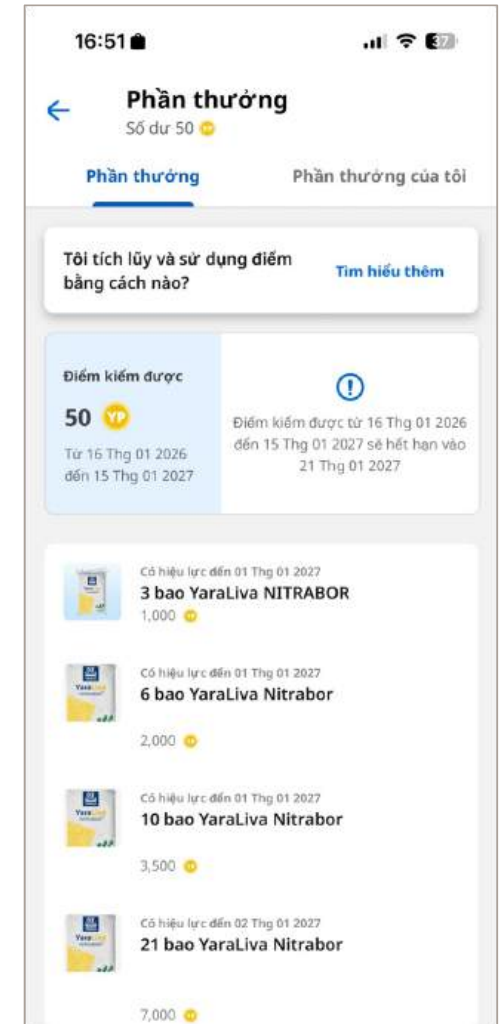 16:51
37
Phần thưởng
Số dư 50 YP
Phần thưởng
Phần thưởng của tôi
Tôi tích lũy và sử dụng điểm
bằng cách nào?
Tìm hiểu thêm
Điểm kiếm được
50 YP
Từ 16 Thg 01 2026
đến 15 Thg 01 2027
Điểm kiếm được từ 16 Thg 01 2026
đến 15 Thg 01 2027 sẽ hết hạn vào
21 Thg 01 2027
Có hiệu lực đến 01 Thg 01 2027
3 bao YaraLiva NITRABOR
1,000 YP
Có hiệu lực đến 01 Thg 01 2027
6 bao YaraLiva Nitrabor
2,000 YP
Có hiệu lực đến 01 Thg 01 2027
10 bao YaraLiva Nitrabor
3,500 YP
Có hiệu lực đến 02 Thg 01 2027
21 bao YaraLiva Nitrabor
7,000 YP